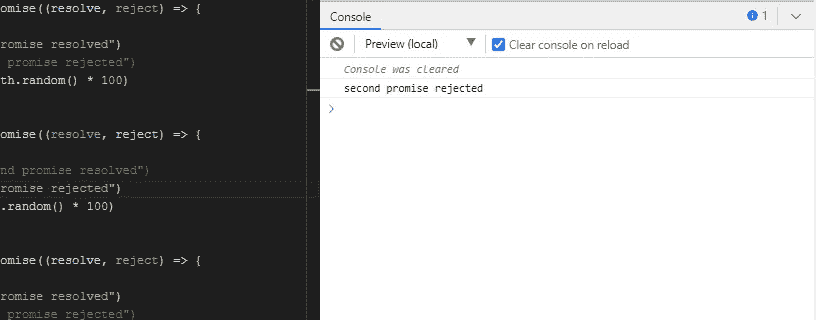 omise((resolve, reject) => {
romise resolved")
promise rejected")
th.random() * 100)
omise((resolve, reject) => {
nd promise resolved")
romise rejected")
.random() * 100)
omise((resolve, reject) => {
romise resolved")
promise rejected")
Console
1
Preview (local)
Clear console on reload
Console was cleared
second promise rejected